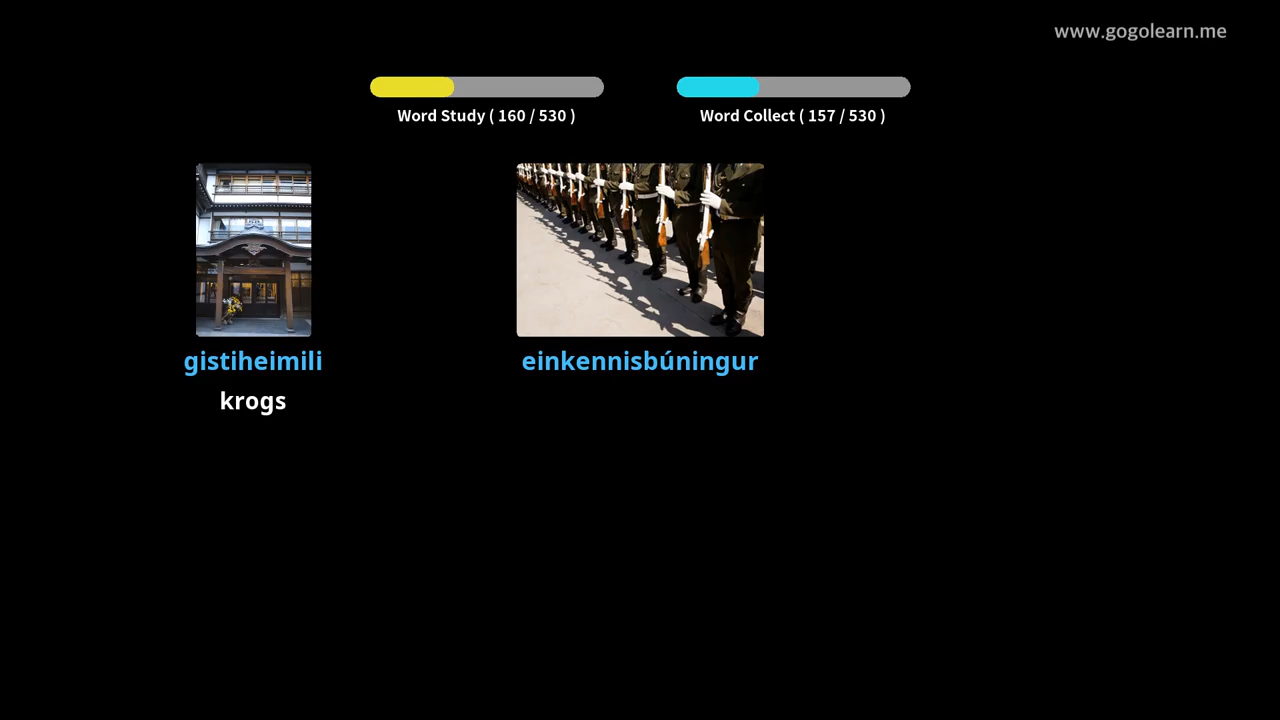 www.gogolearn.me
Word Study ( 160 / 530 )
Word Collect ( 157 / 530 )
gistiheimili
krogs
einkennisbúningur